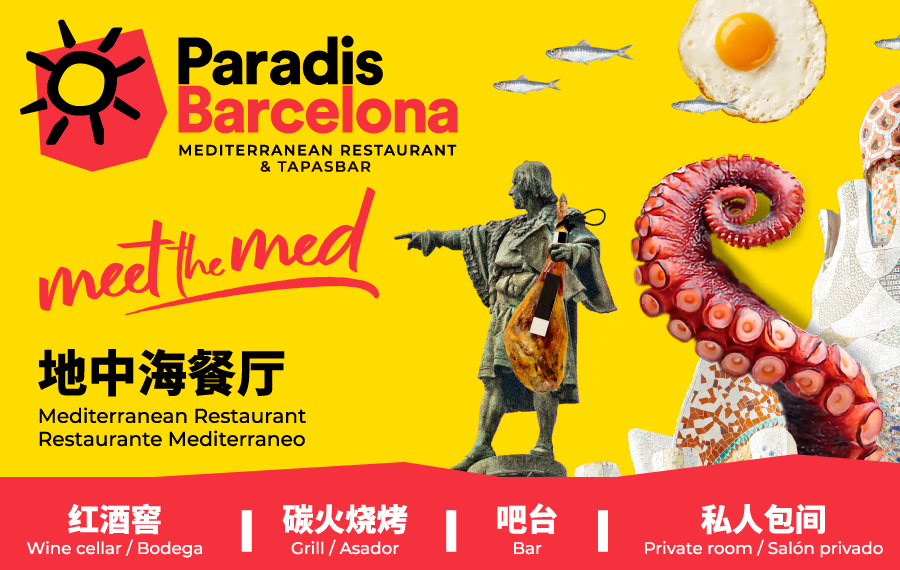 Paradis
Barcelona
MEDITERRANEAN RESTAURANT
& TAPASBAR
meet the med
地中海餐厅
Mediterranean Restaurant
Restaurante Mediterraneo
红酒窖
Wine cellar / Bodega
碳火烧烤
Grill / Asador
吧台
Bar
私人包间
Private room / Salón privado